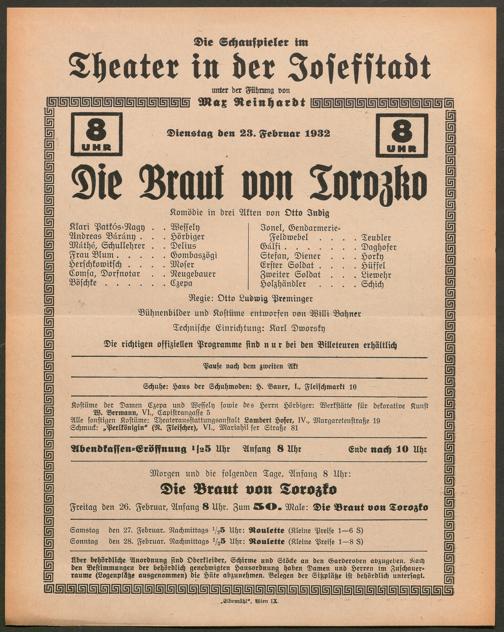 Die Schauspieler im
Theater in der Josefstadt
unter der Führung von
Max Reinhardt
8 UHR
Dienstag den 23. Februar 1932
8 UHR
Die Braut von Torozko
Komödie in drei Akten von Otto Indig
Klari Patkós-Nagy . . Wessely
Andreas Bárány . . . Hörbiger
Máthé, Schullehrer . . Delius
Frau Blum . . . . . Gombaszögi
Herschkowitsch . . . Moser
Comsa, Dorfnotar . . Neugebauer
Böschke . . . . . . Czepa
Jonel, Gendarmerie-
Feldwebel . . . . Teubler
Gálfi . . . . . . . Doghofer
Stefan, Diener . . . Horky
Erster Soldat . . . . Hüssel
Zweiter Soldat . . . Liewehr
Holzhändler . . . . Schich
Regie: Otto Ludwig Preminger
Bühnenbilder und Kostüme entworfen von Willi Bahner
Technische Einrichtung: Karl Dworsky
Die richtigen offiziellen Programme sind nur bei den Billeteuren erhältlich
Pause nach dem zweiten Akt
Schuhe: Haus der Schuhmoden: H. Bauer, I., Fleischmarkt 10
Kostüme der Damen Czepa und Wessely sowie des Herrn Hörbiger: Werkstätte für dekorative Kunst
W. Bermann, VI., Capistrangasse 5
Alle sonstigen Kostüme: Theaterausstattungsanstalt Lambert Hofer, IV., Margaretenstraße 19
Schmuck: „Perlkönigin“ (R. Fleischer), VI., Mariahilfer Straße 81
Abendkassen-Eröffnung ½5 Uhr Anfang 8 Uhr Ende nach 10 Uhr
Morgen und die folgenden Tage, Anfang 8 Uhr:
Die Braut von Torozko
Freitag den 26. Februar, Anfang 8 Uhr. Zum 50. Male: Die Braut von Torozko
Samstag den 27. Februar. Nachmittags ½5 Uhr: Roulette (Kleine Preise 1—6 S)
Sonntag den 28. Februar. Nachmittags ½5 Uhr: Roulette (Kleine Preise 1—8 S)
Über behördliche Anordnung sind Oberkleider, Schirme und Stöcke an den Garderoben abzugeben. Nach
den Bestimmungen der behördlich genehmigten Hausordnung haben Damen und Herren im Zuschauer-
raume (Logenplätze ausgenommen) die Hüte abzunehmen. Belegen der Sitzplätze ist behördlich untersagt.
„Eldemühl“, Wien IX.